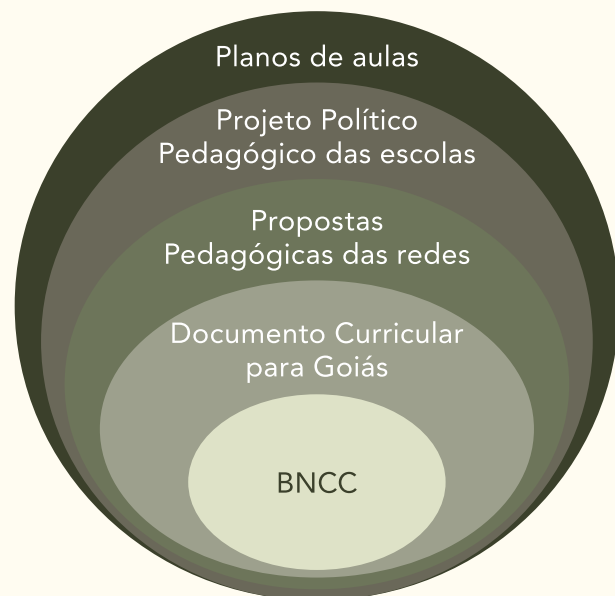 Planos de aulas
Projeto Político
Pedagógico das escolas
Propostas
Pedagógicas das redes
Documento Curricular
para Goiás
BNCC